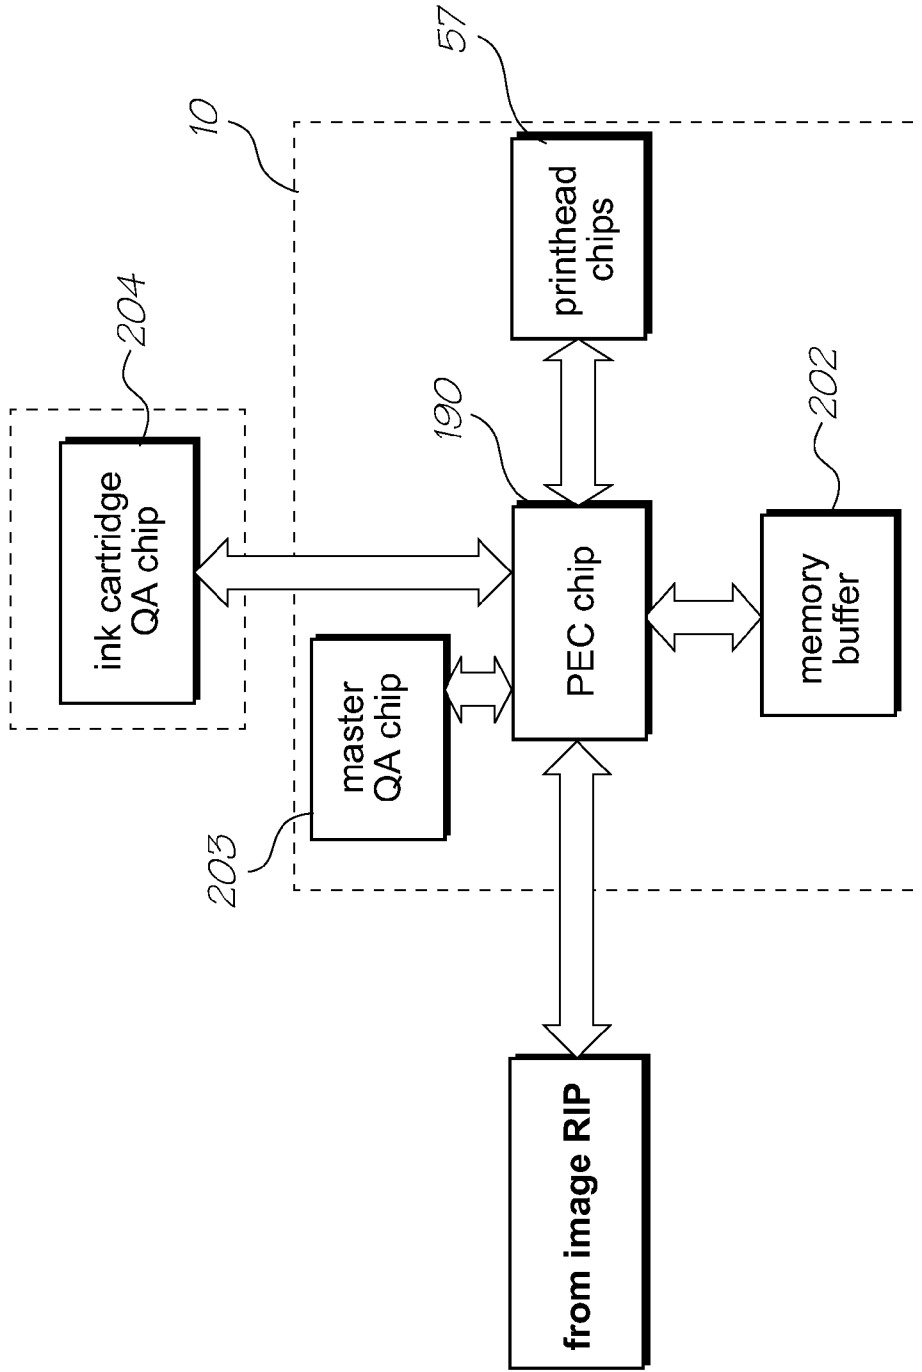 ink cartridge
QA chip
204
10
203
master
QA chip
190
57
from image RIP
PEC chip
printhead
chips
memory
buffer
202